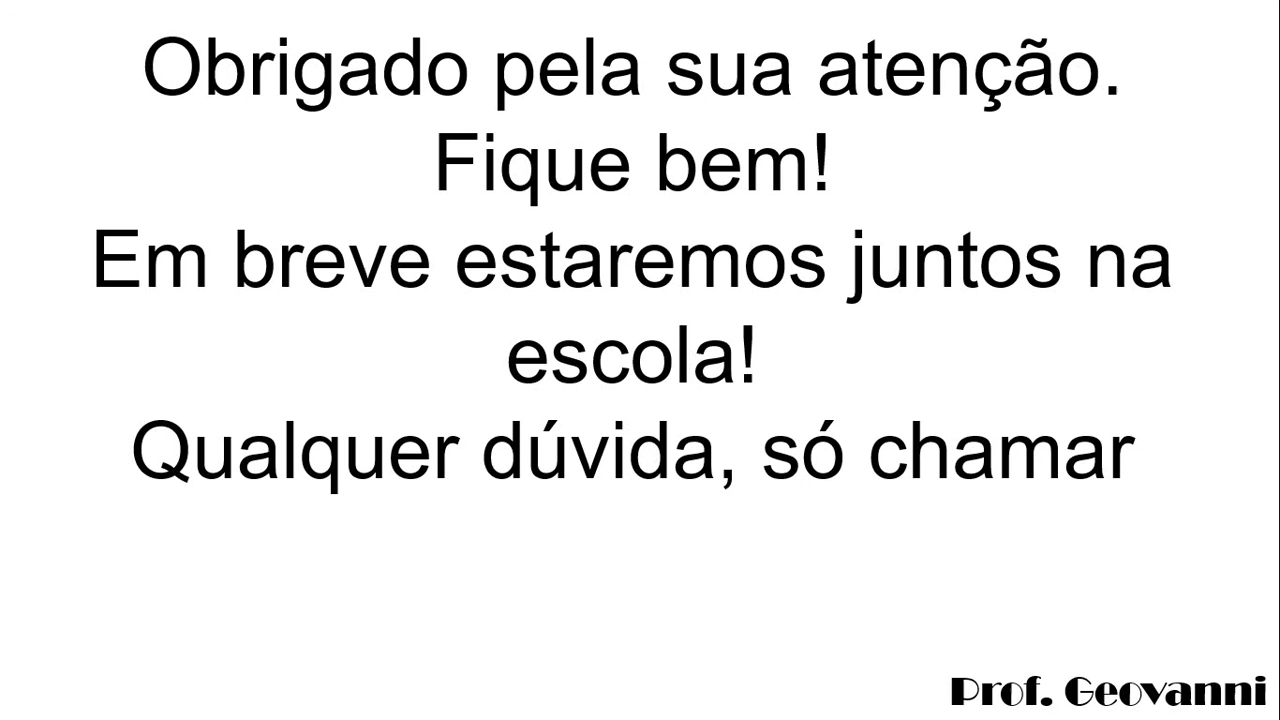 Obrigado pela sua atenção.
Fique bem!
Em breve estaremos juntos na
escola!
Qualquer dúvida, só chamar
Prof. Geovanni